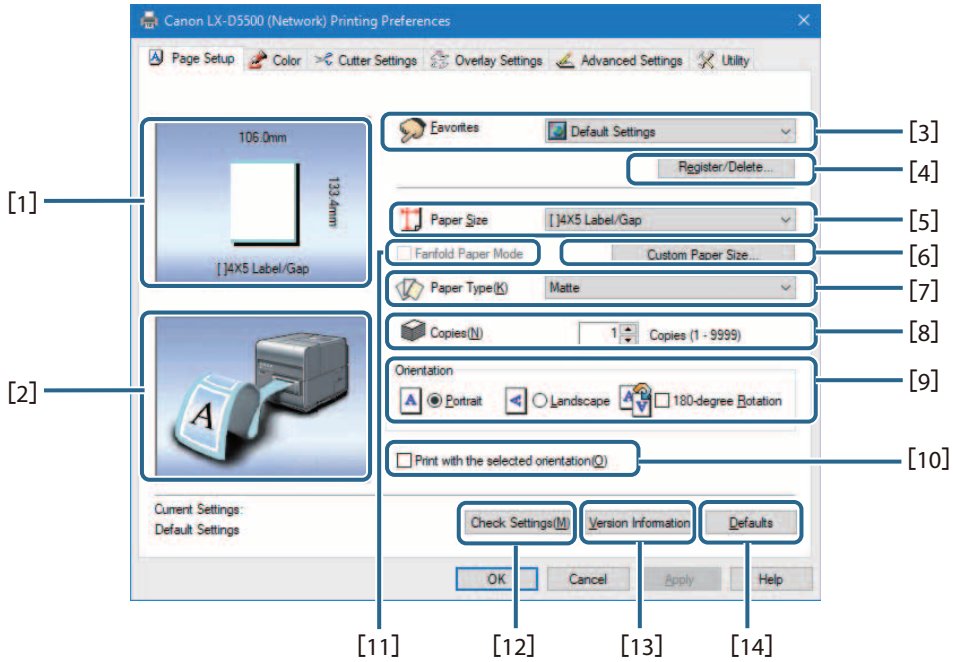 Canon LX-D5500 (Network) Printing Preferences
Page Setup Color Cutter Settings Overlay Settings Advanced Settings Utility
106.0mm
133.4mm
[ ]4X5 Label/Gap
[1]
[2]
Favorites Default Settings
[3]
Register/Delete...
[4]
Paper Size [ ]4X5 Label/Gap
[5]
Fanfold Paper Mode Custom Paper Size...
[6]
Paper Type(K) Matte
[7]
Copies(N) 1 Copies (1 - 9999)
[8]
Orientation
A Portrait A Landscape A A 180-degree Rotation
[9]
A
Print with the selected orientation(O)
[10]
Current Settings:
Default Settings
Check Settings(M) Version Information Defaults
OK Cancel Apply Help
[11] [12] [13] [14]